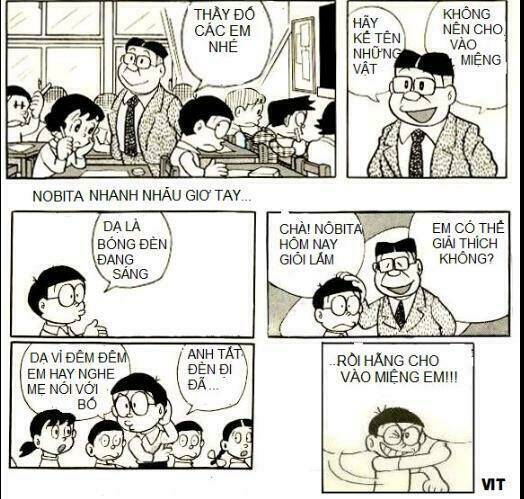 THẦY ĐỐ
CÁC EM
NHÉ
HÃY
KỂ TÊN
NHỮNG
VẬT
KHÔNG
NÊN CHO
VÀO
MIỆNG
NOBITA NHANH NHẨU GIƠ TAY...
DẠ LÀ
BÓNG ĐÈN
ĐANG
SÁNG
CHÀ! NÔBITA
HÔM NAY
GIỎI LẮM
EM CÓ THỂ
GIẢI THÍCH
KHÔNG?
DẠ VÌ ĐÊM ĐÊM
EM HAY NGHE
MẸ NÓI VỚI
BỐ
ANH TẮT
ĐÈN ĐI
ĐÃ...
...RỒI HẴNG CHO
VÀO MIỆNG EM!!!
VIT